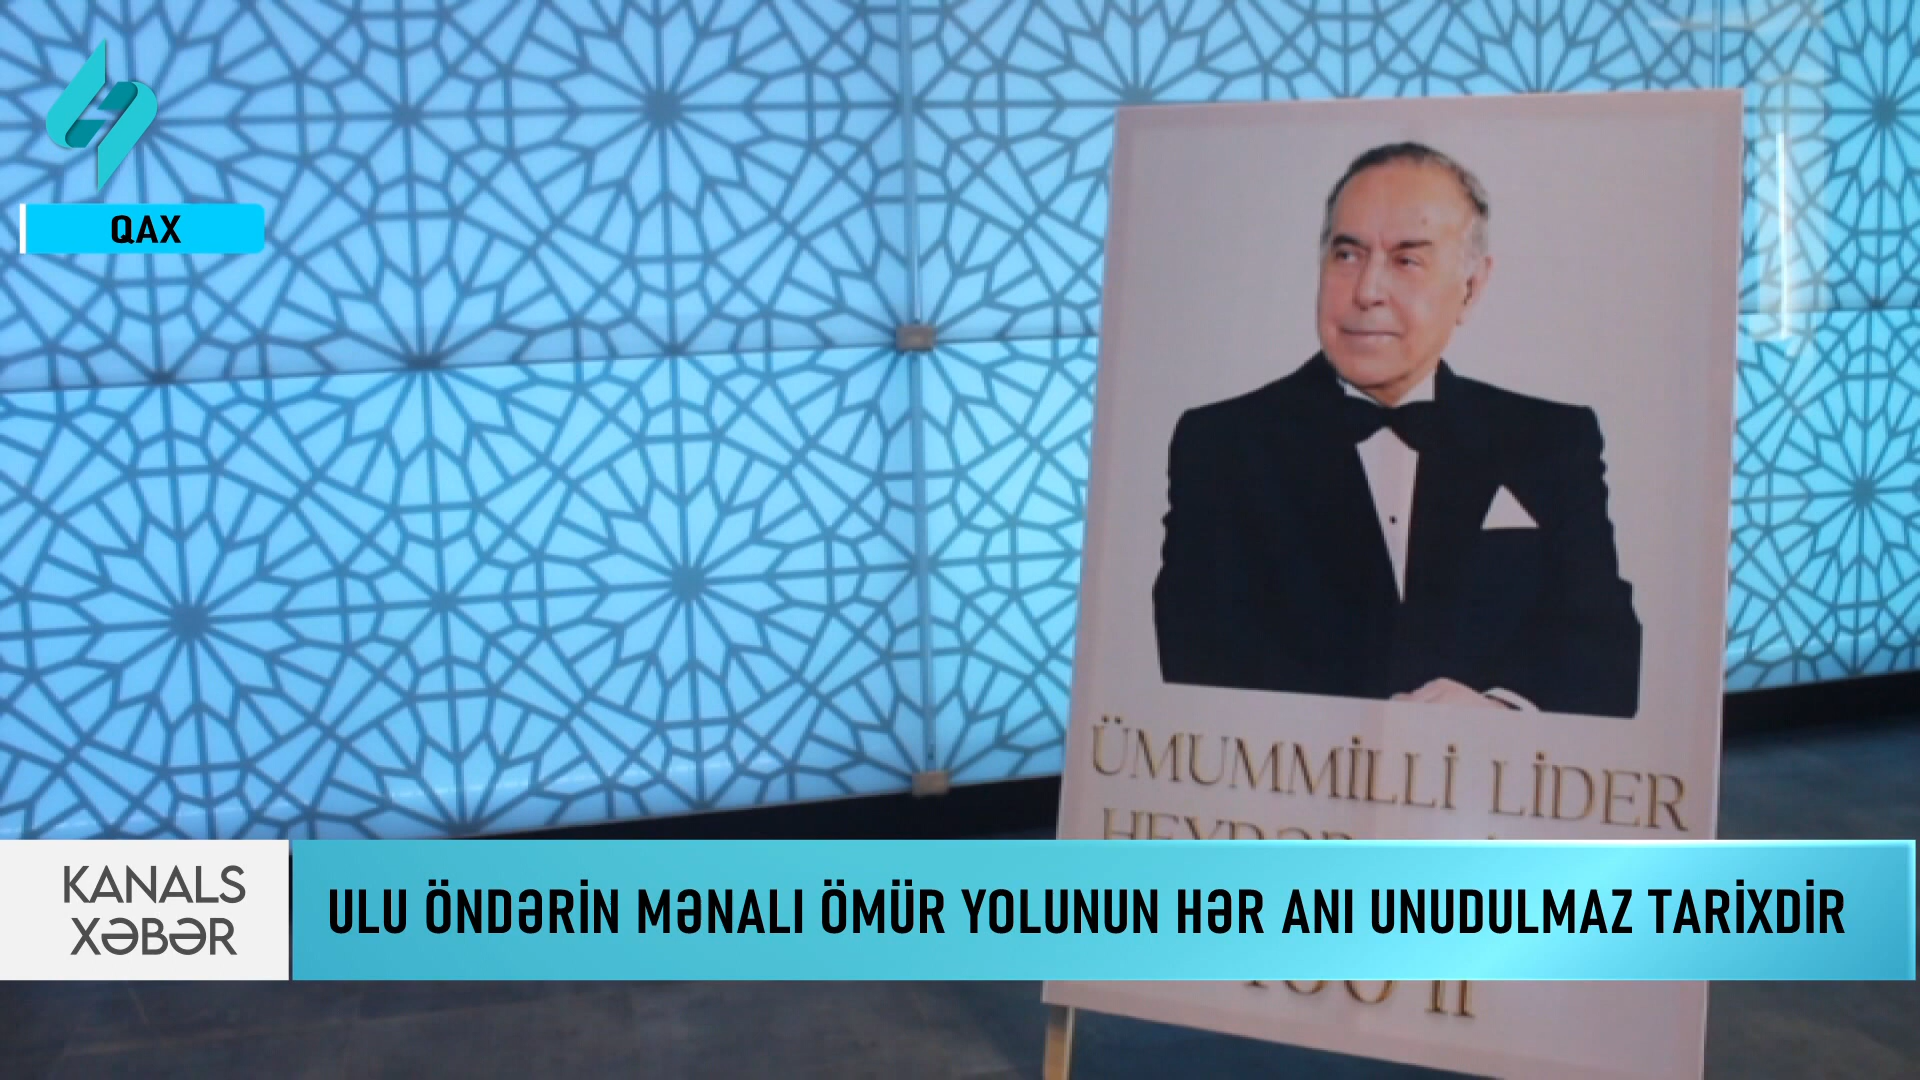 QAX
ÜMUMMİLLİ LİDER
KANALS
XƏBƏR
ULU ÖNDƏRİN MƏNALI ÖMÜR YOLUNUN HƏR ANI UNUDULMAZ TARİXDİR